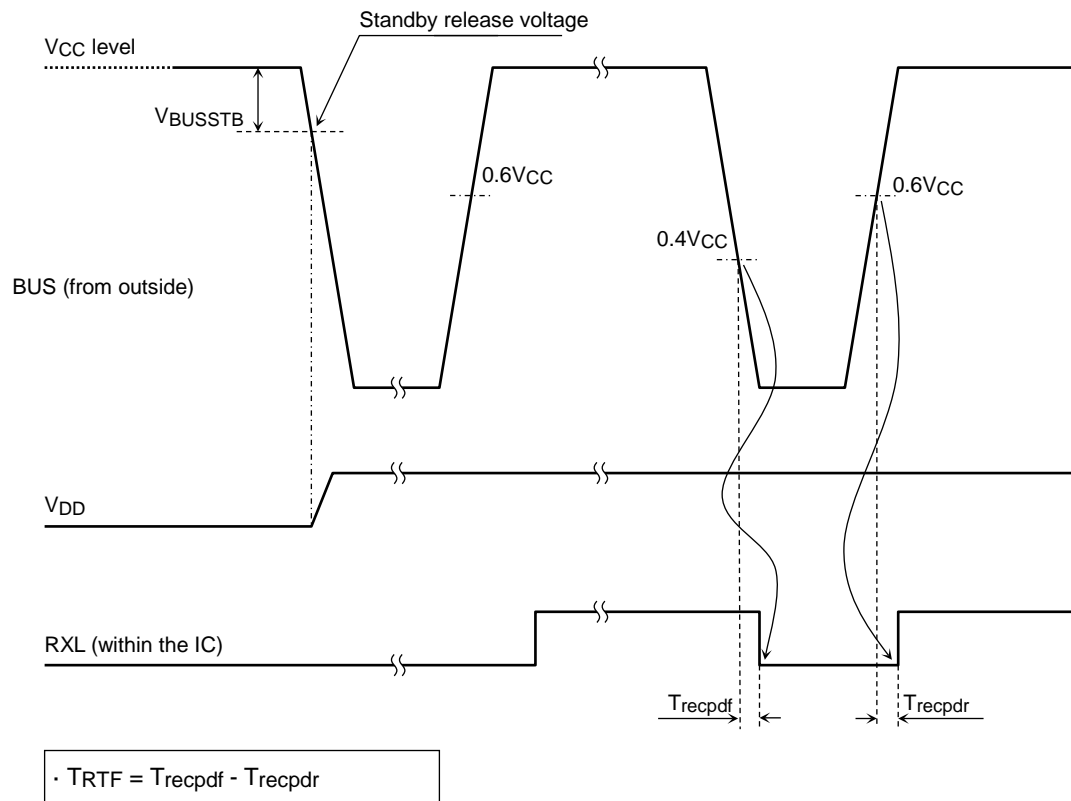 Standby release voltage
VCC level
VBUSSTB
0.6VCC
0.6VCC
0.4VCC
BUS (from outside)
VDD
RXL (within the IC)
Trecpdf
Trecpdr
· TRTF = Trecpdf - Trecpdr